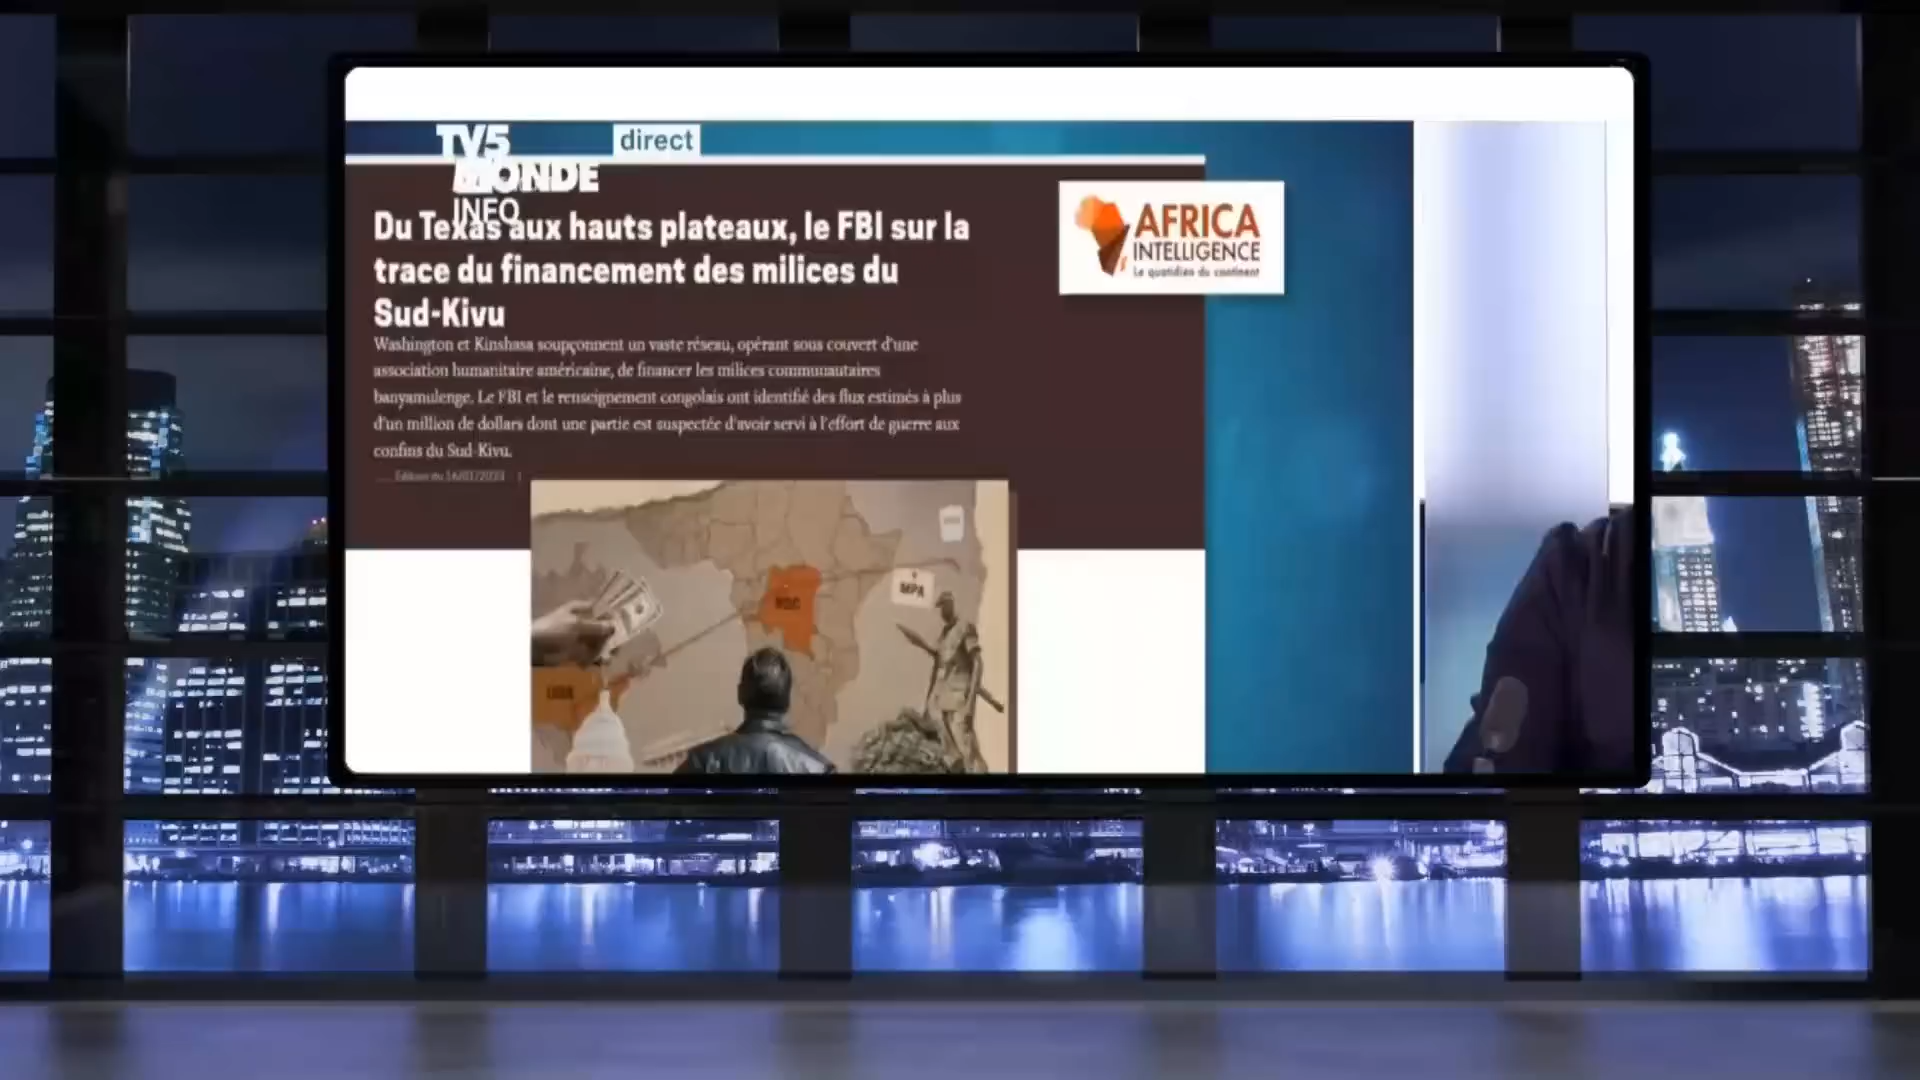 TV5
MONDE
INFO
direct
Du Texas aux hauts plateaux, le FBI sur la
trace du financement des milices du
Sud-Kivu
Washington et Kinshasa soupçonnent un vaste réseau, opérant sous couvert d'une
association humanitaire américaine, de financer les milices communautaires
banyamulenge. Le FBI et le renseignement congolais ont identifié des flux estimés à plus
d'un million de dollars dont une partie est suspectée d'avoir servi à l'effort de guerre aux
confins du Sud-Kivu.
AFRICA
INTELLIGENCE
Le quotidien du continent
MPA